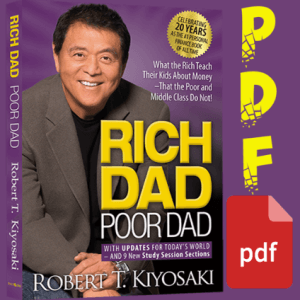 RICH DAD
POOR DAD
Robert T. Kiyosaki
CELEBRATING
20 YEARS
AS THE #1 PERSONAL
FINANCE BOOK
OF ALL TIME
What the Rich Teach
Their Kids About Money
–That the Poor and
Middle Class Do Not!
RICH
DAD
POOR DAD
WITH UPDATES FOR TODAY'S WORLD
— AND 9 New Study Session Sections
ROBERT T. KIYOSAKI
PDF
pdf